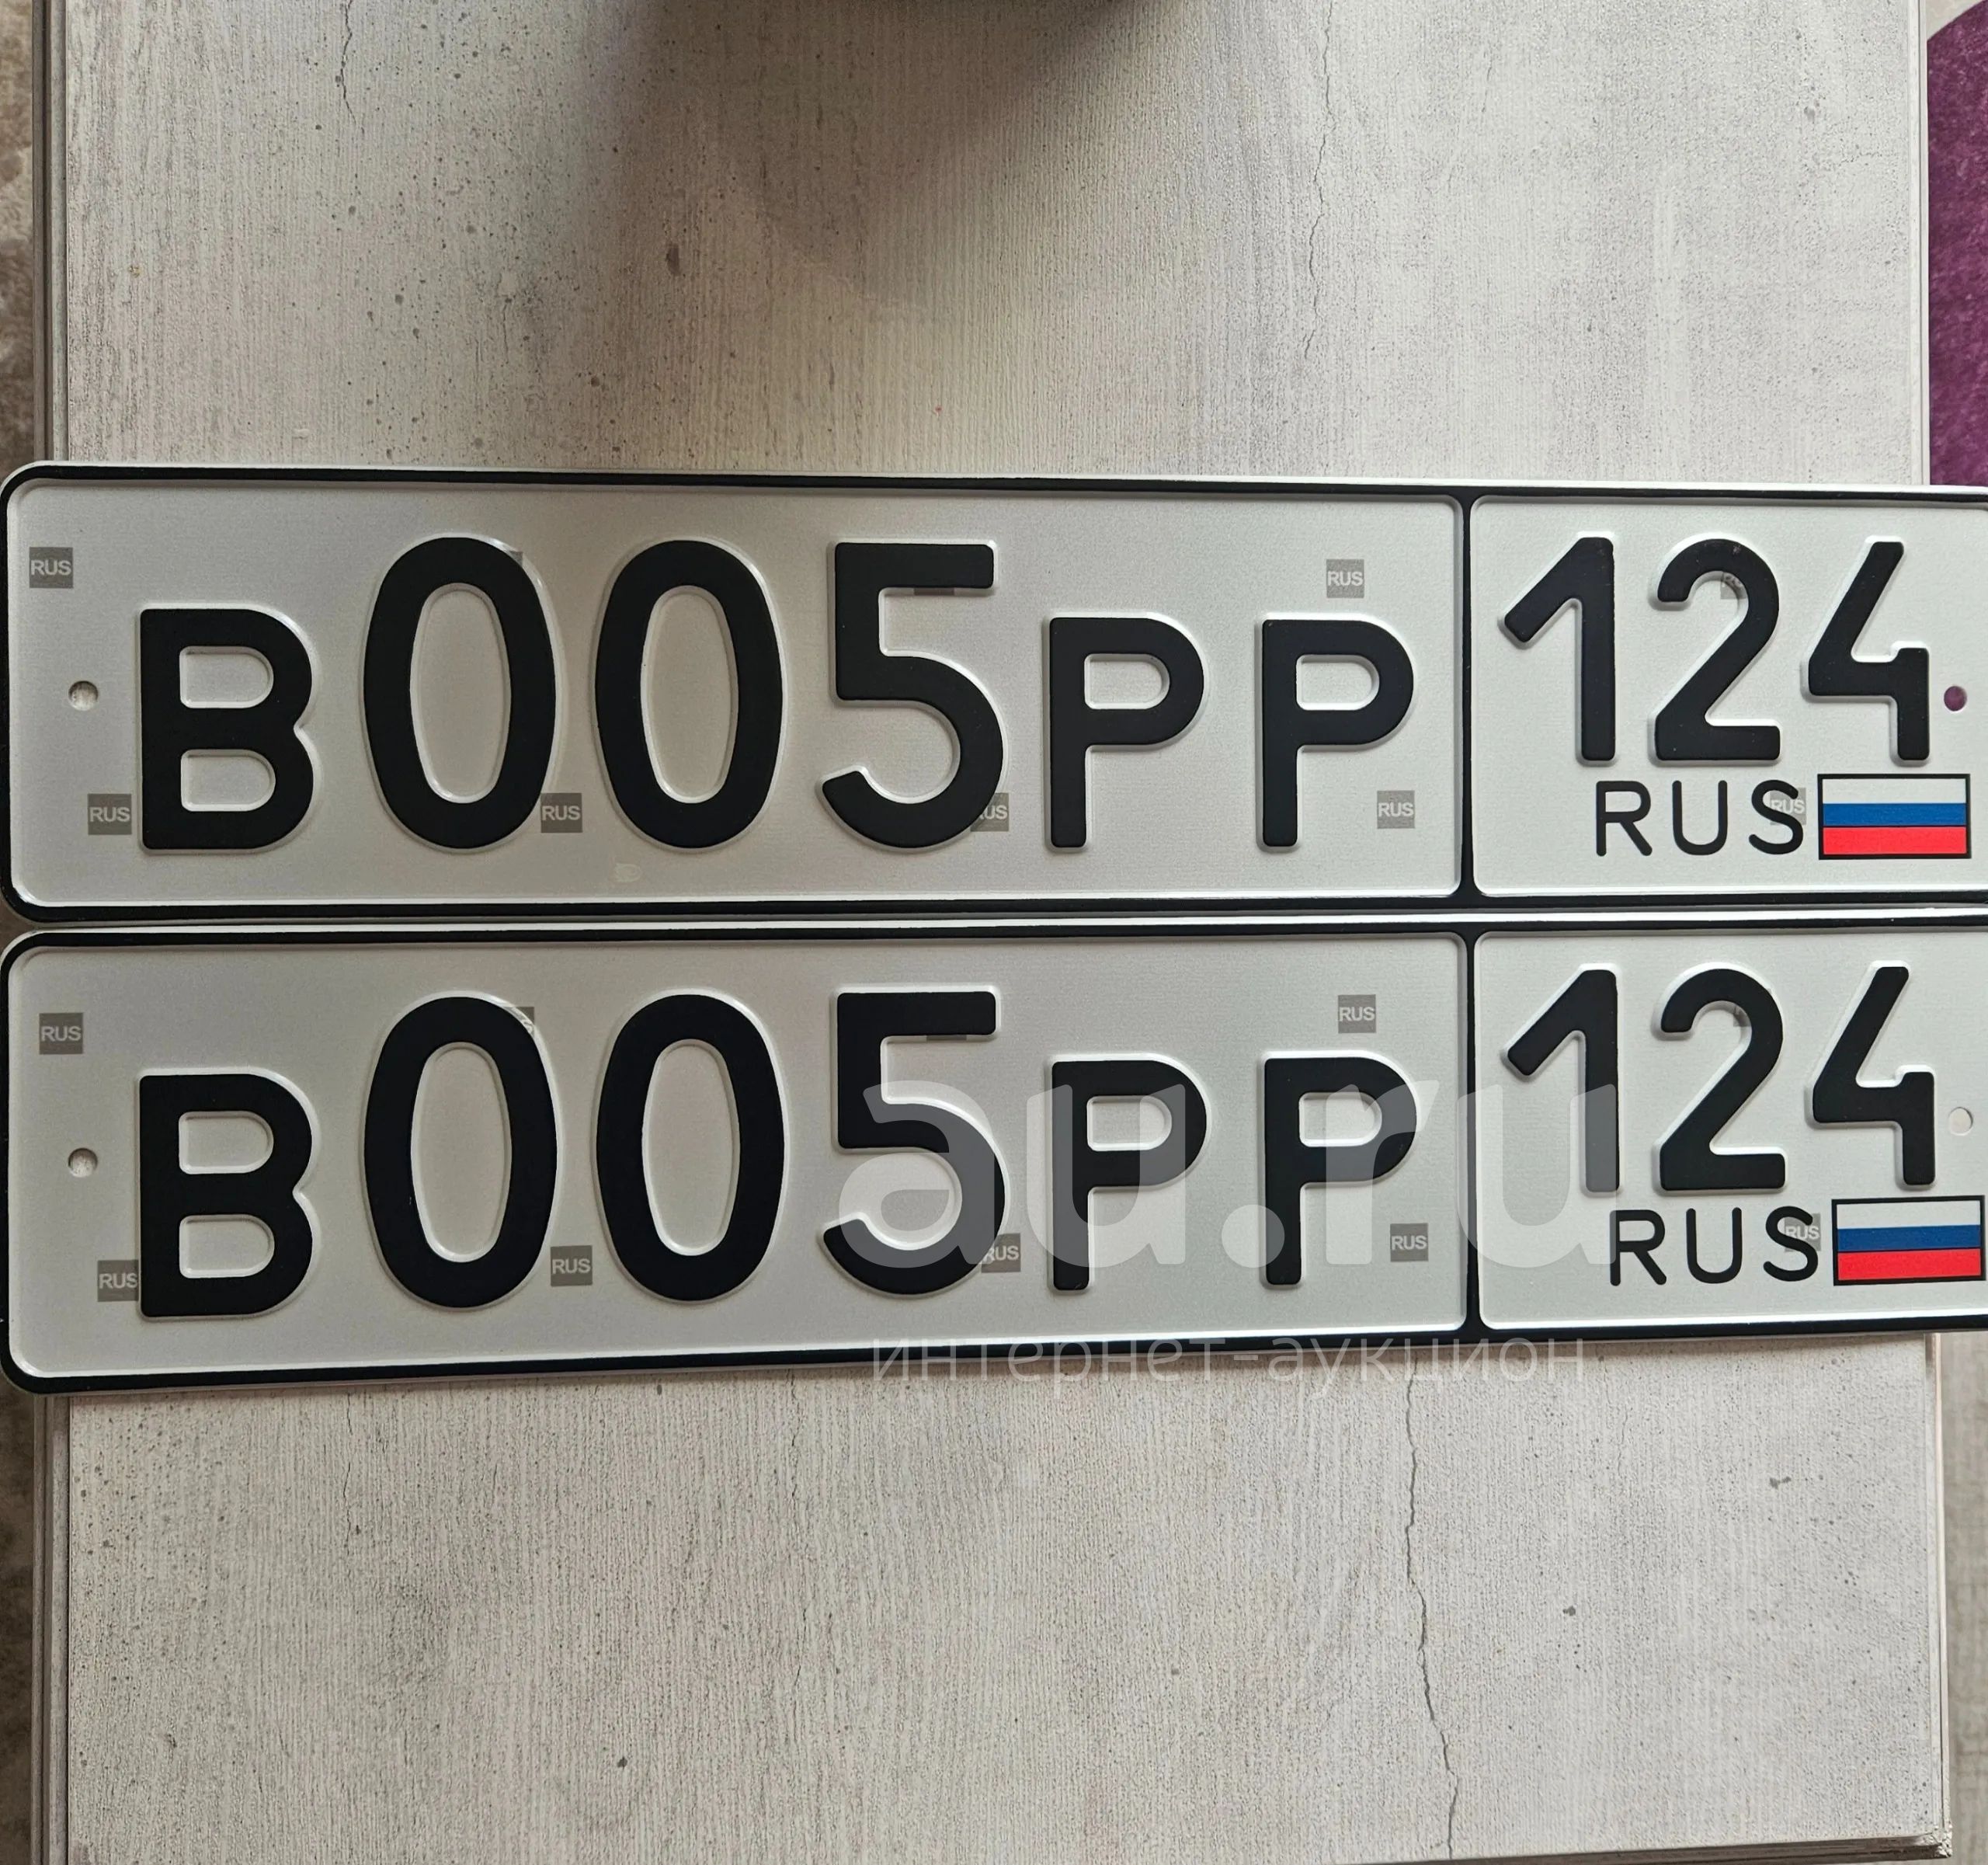 В005РР 124
RUS
В005РР 124
RUS
au.ru
интернет-аукцион